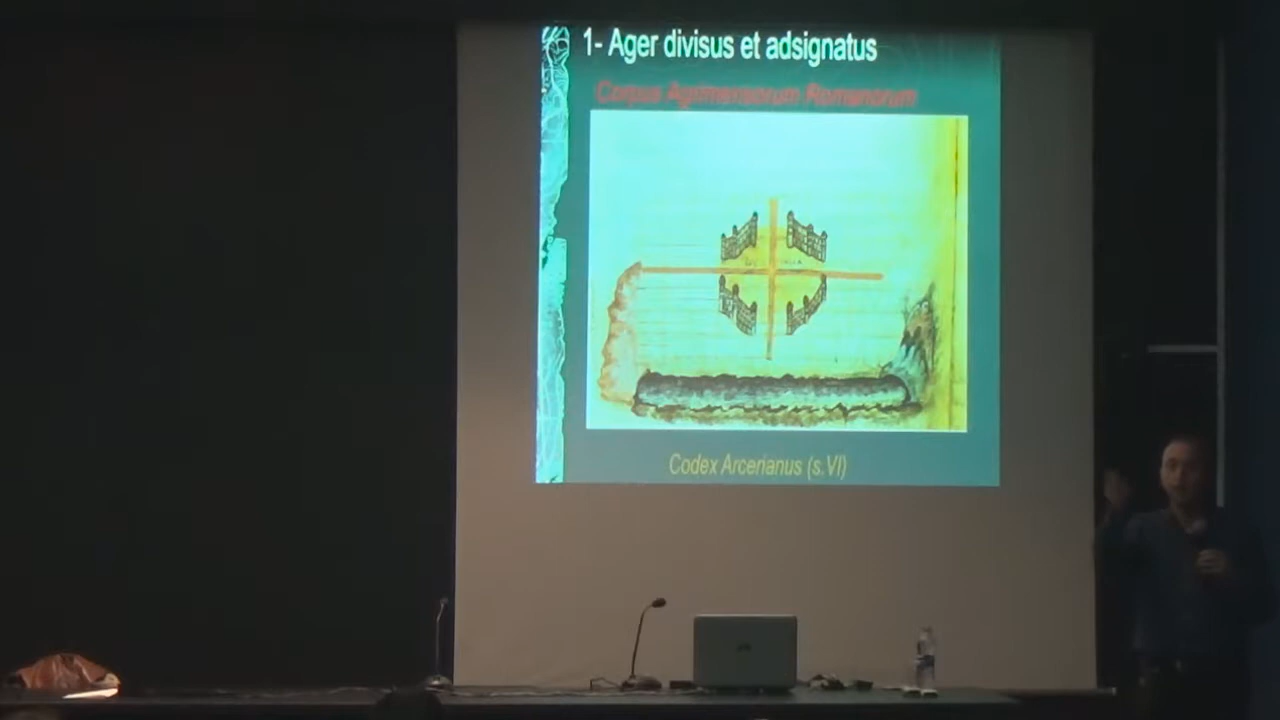 1- Ager divisus et adsignatus
Corpus Agrimensorum Romanorum
Codex Arcerianus (s.VI)